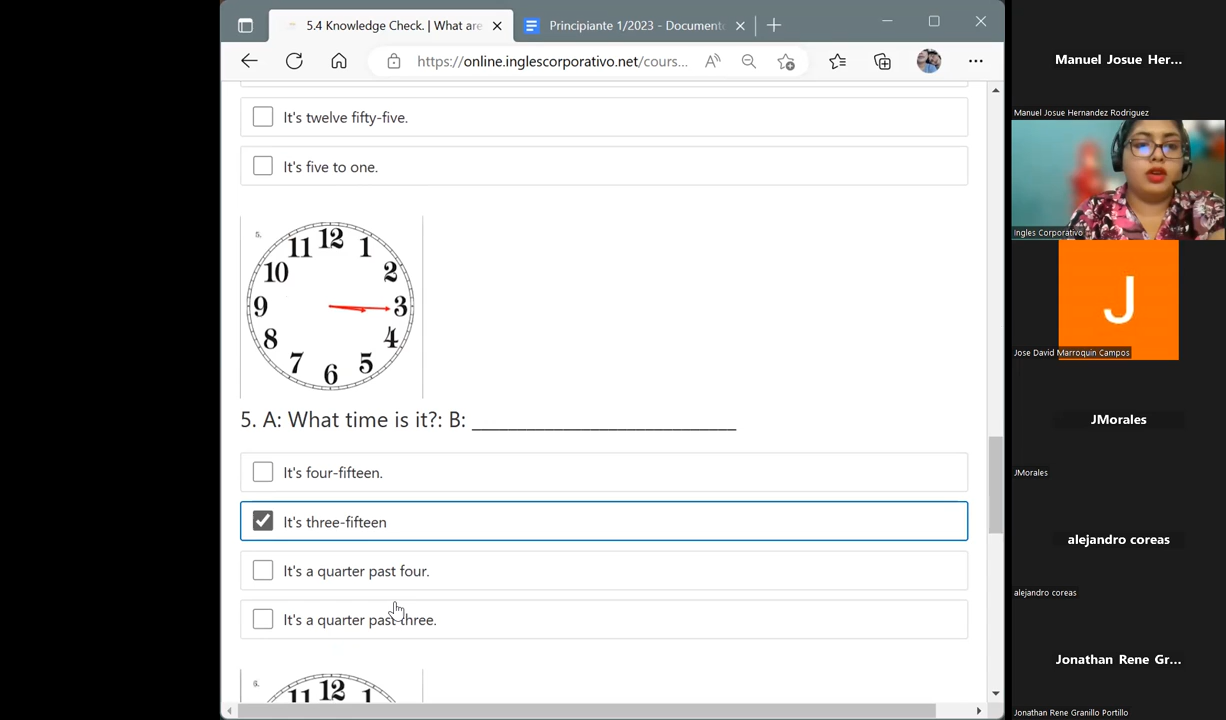 5.4 Knowledge Check. | What are
Principiante 1/2023 - Document
https://online.inglescorporativo.net/cours...
It's twelve fifty-five.
It's five to one.
5.
12
11
1
10
2
9
3
8
4
7
5
6
5. A: What time is it?: B: ___________________________
It's four-fifteen.
It's three-fifteen
It's a quarter past four.
It's a quarter past three.
6.
11
12
1
Manuel Josue Her...
Manuel Josue Hernandez Rodriguez
Ingles Corporativo
J
Jose David Marroquin Campos
JMorales
JMorales
alejandro coreas
alejandro coreas
Jonathan Rene Gr...
Jonathan Rene Granillo Portillo